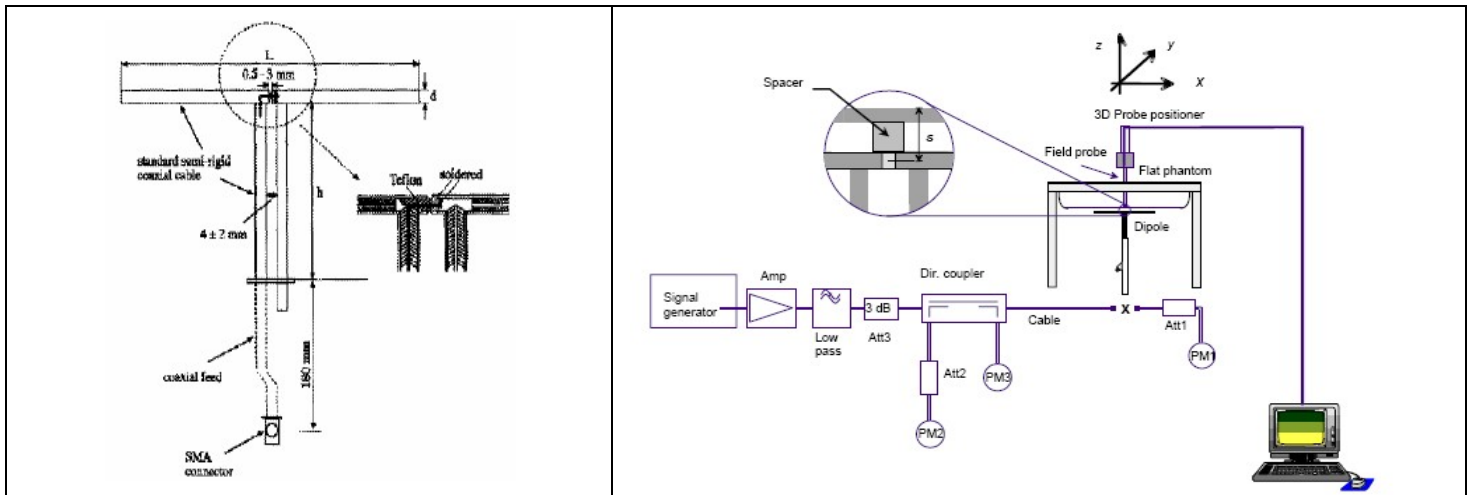 L
0.5 - 3 mm
d
standard semi-rigid
coaxial cable
h
Teflon
soldered
4 ± 2 mm
coaxial feed
160 mm
SMA
connector
z
y
X
Spacer
s
3D Probe positioner
Field probe
Flat phantom
Dipole
Signal
generator
Amp
Low
pass
3 dB
Att3
Dir. coupler
Cable
x
Att1
PM1
Att2
PM3
PM2